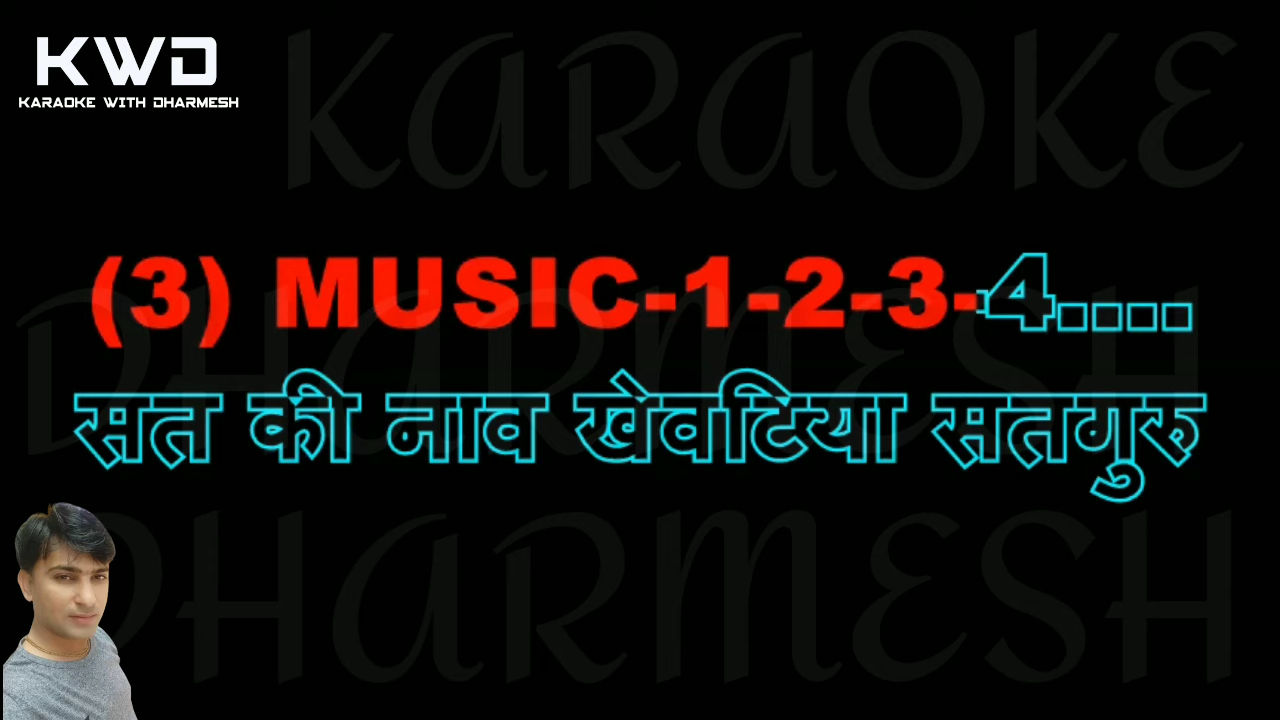 KWD
KARAOKE WITH DHARMESH
KARAOKE
(3) MUSIC-1-2-3-4....
DHARMESH
सत की नाव खेवटिया सतगुरु
DHARMESH